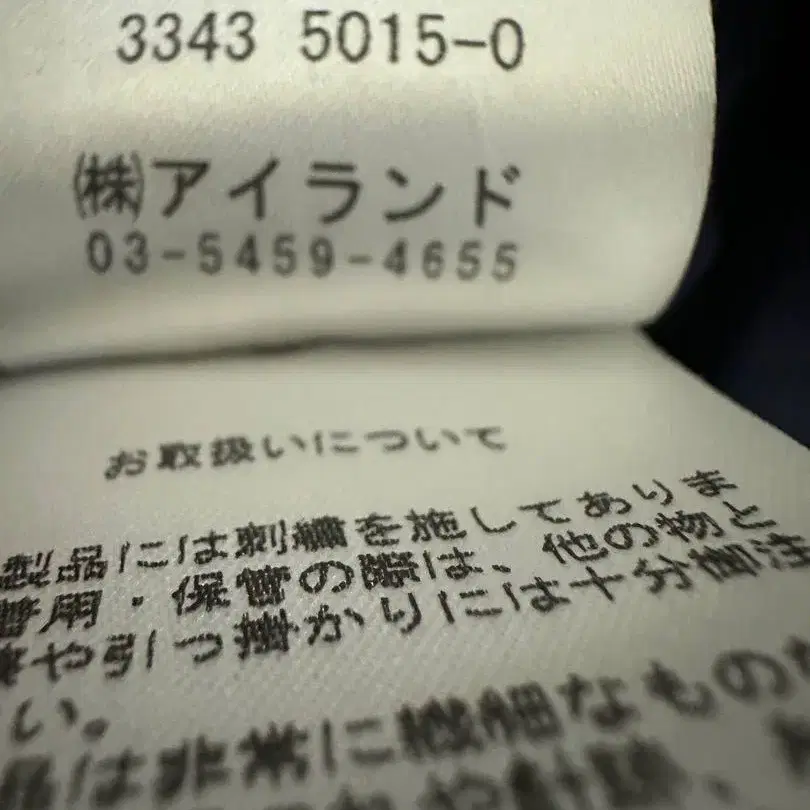 3343 5015-0
㈱アイランド
03-5459-4655
お取扱いについて
製品には刺繍を施してありま
着用・保管の際は、他の物と
や引っ掛かりには十分御注
い。
品は非常に繊細なものな